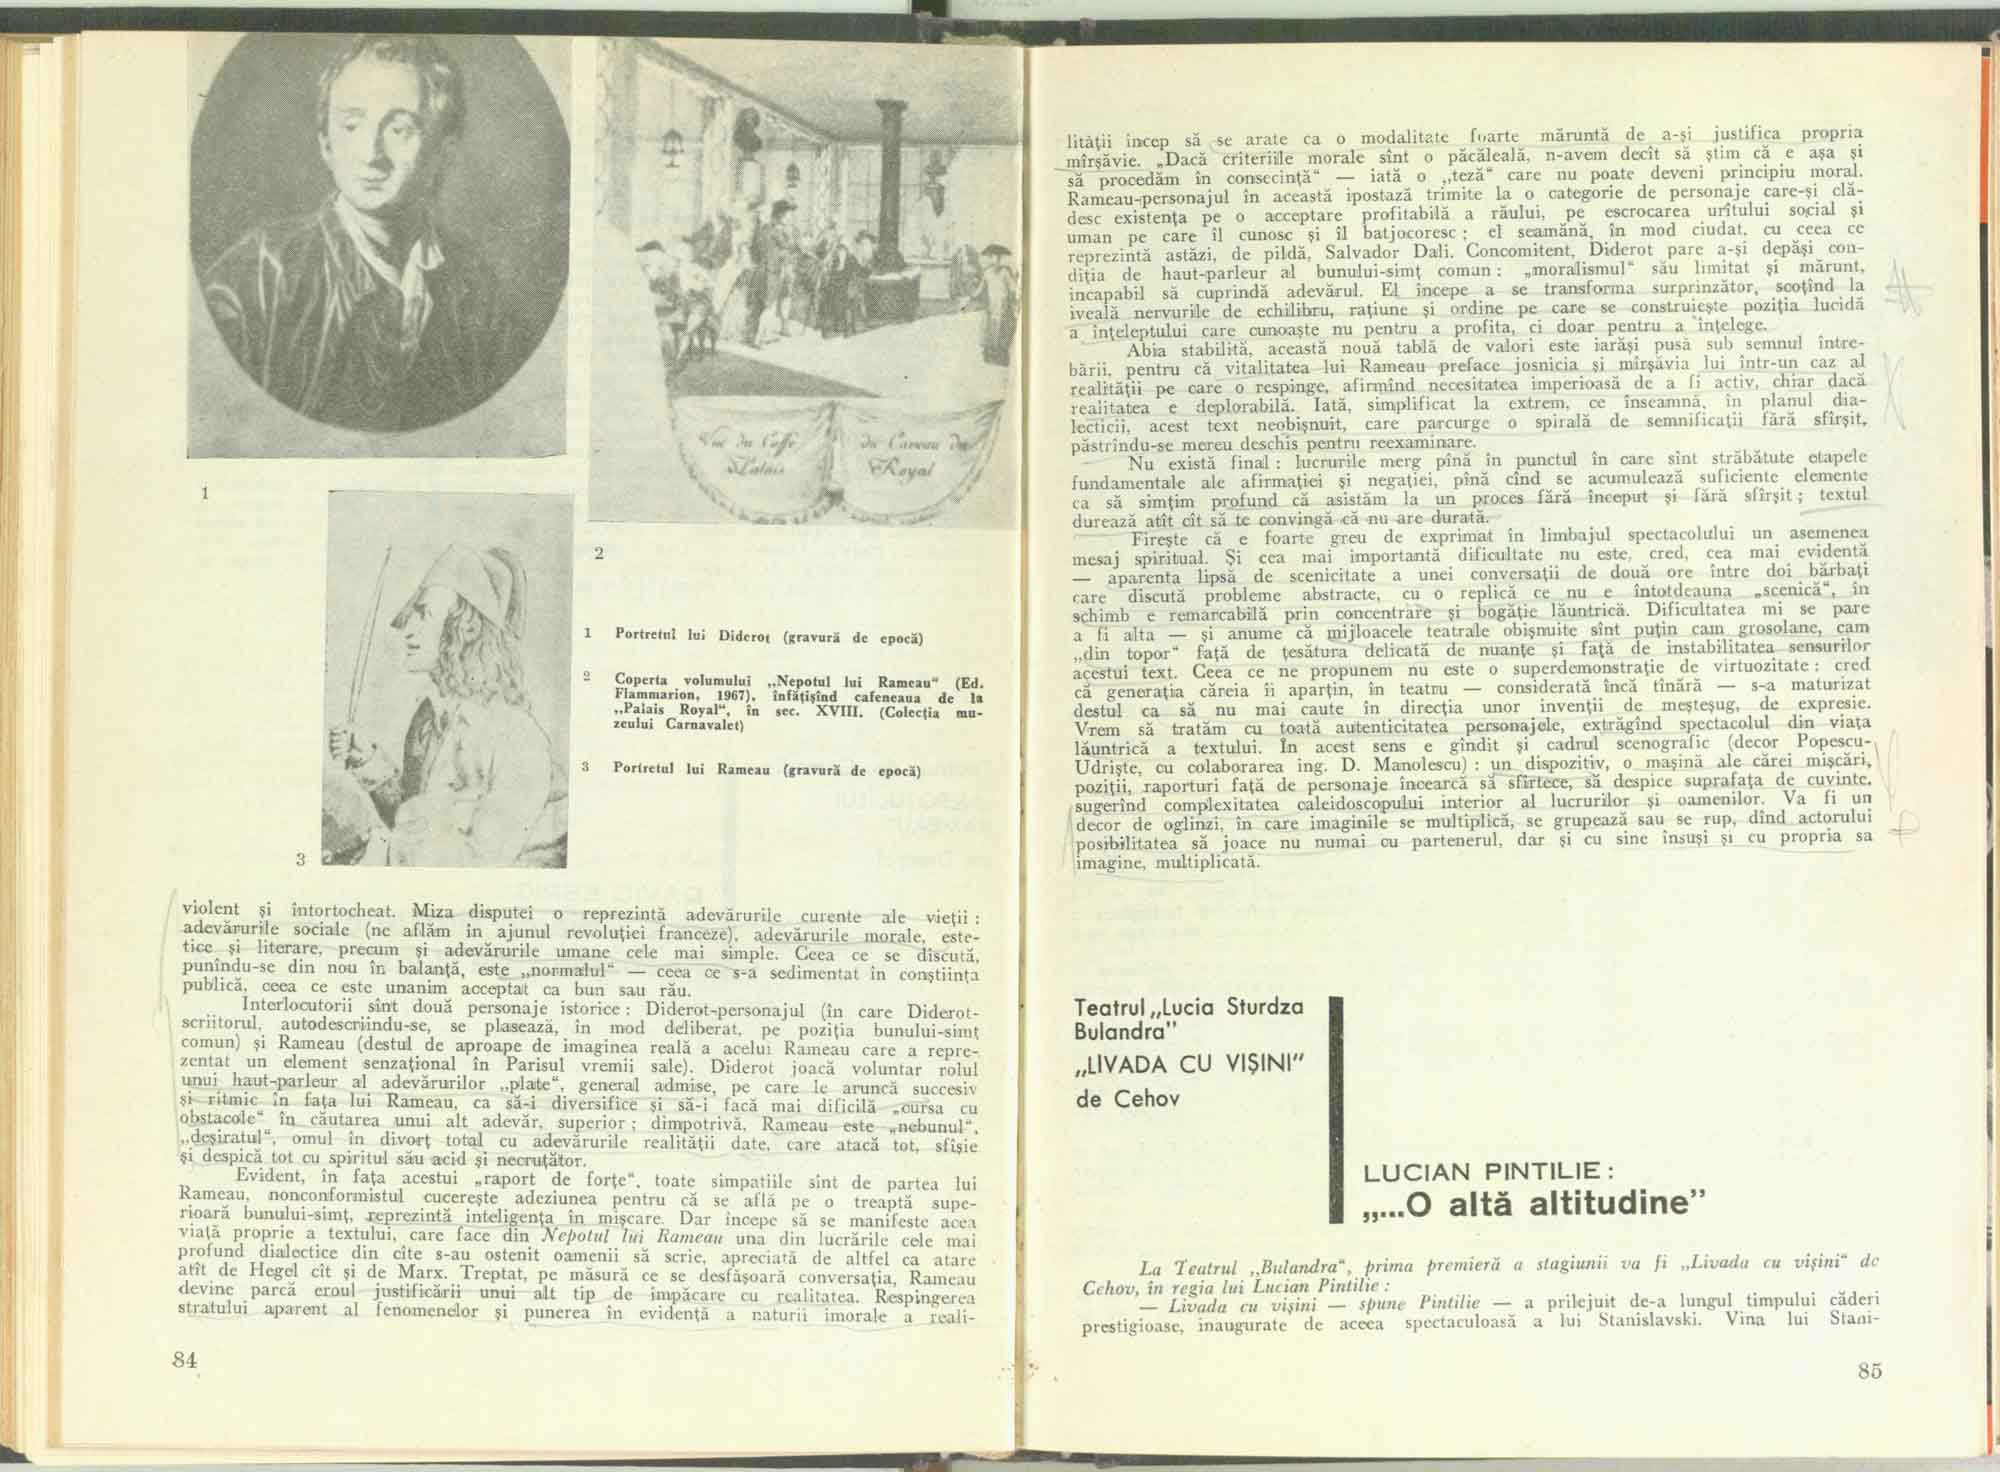 1
Vue du Caffé
Palais
du Caveau du
Royal
2
3
1 Portretul lui Diderot (gravură de epocă)
2 Coperta volumului „Nepotul lui Rameau“ (Ed.
Flammarion, 1967), înfățișînd cafeneaua de la
„Palais Royal“, în sec. XVIII. (Colecția mu-
zeului Carnavalet)
3 Portretul lui Rameau (gravură de epocă)
violent și întortocheat. Miza disputei o reprezintă adevărurile curente ale vieții :
adevărurile sociale (ne aflăm în ajunul revoluției franceze), adevărurile morale, este-
tice și literare, precum și adevărurile umane cele mai simple. Ceea ce se discută,
punîndu-se din nou în balanță, este „normalul“ — ceea ce s-a sedimentat în conștiința
publică, ceea ce este unanim acceptat ca bun sau rău.
Interlocutorii sînt două personaje istorice : Diderot-personajul (în care Diderot-
scriitorul, autodescriindu-se, se plasează, în mod deliberat, pe poziția bunului-simț
comun) și Rameau (destul de aproape de imaginea reală a acelui Rameau care a repre-
zentat un element senzațional în Parisul vremii sale). Diderot joacă voluntar rolul
unui haut-parleur al adevărurilor „plate“, general admise, pe care le aruncă succesiv
și ritmic în fața lui Rameau, ca să-i diversifice și să-i facă mai dificilă „cursa cu
obstacole“ în căutarea unui alt adevăr, superior ; dimpotrivă, Rameau este „nebunul“,
„deșiratul“, omul în divorț total cu adevărurile realității date, care atacă tot, sfîșie
și despică tot cu spiritul său acid și necruțător.
Evident, în fața acestui „raport de forțe“, toate simpatiile sînt de partea lui
Rameau, nonconformistul cucerește adeziunea pentru că se află pe o treaptă supe-
rioară bunului-simț, reprezintă inteligența în mișcare. Dar începe să se manifeste acea
viață proprie a textului, care face din Nepotul lui Rameau una din lucrările cele mai
profund dialectice din cîte s-au ostenit oamenii să scrie, apreciată de altfel ca atare
atît de Hegel cît și de Marx. Treptat, pe măsură ce se desfășoară conversația, Rameau
devine parcă eroul justificării unui alt tip de împăcare cu realitatea. Respingerea
stratului aparent al fenomenelor și punerea în evidență a naturii imorale a reali-
84
lității încep să se arate ca o modalitate foarte măruntă de a-și justifica propria
mîrșăvie. „Dacă criteriile morale sînt o păcăleală, n-avem decît să știm că e așa și
să procedăm în consecință“ — iată o „teză“ care nu poate deveni principiu moral.
Rameau-personajul în această ipostază trimite la o categorie de personaje care-și clă-
desc existența pe o acceptare profitabilă a răului, pe escrocarea urîtului social și
uman pe care îl cunosc și îl batjocoresc ; el seamănă, în mod ciudat, cu ceea ce
reprezintă astăzi, de pildă, Salvador Dali. Concomitent, Diderot pare a-și depăși con-
diția de haut-parleur al bunului-simț comun : „moralismul“ său limitat și mărunt,
incapabil să cuprindă adevărul. El începe a se transforma surprinzător, scoțînd la
iveală nervurile de echilibru, rațiune și ordine pe care se construiește poziția lucidă
a înțeleptului care cunoaște nu pentru a profita, ci doar pentru a înțelege.
Abia stabilită, această nouă tablă de valori este iarăși pusă sub semnul între-
bării, pentru că vitalitatea lui Rameau preface josnicia și mîrșăvia lui într-un caz al
realității pe care o respinge, afirmînd necesitatea imperioasă de a fi activ, chiar dacă
realitatea e deplorabilă. Iată, simplificat la extrem, ce înseamnă, în planul dia-
lecticii, acest text neobișnuit, care parcurge o spirală de semnificații fără sfîrșit,
păstrîndu-se mereu deschis pentru reexaminare.
Nu există final : lucrurile merg pînă în punctul în care sînt străbătute etapele
fundamentale ale afirmației și negației, pînă cînd se acumulează suficiente elemente
ca să simțim profund că asistăm la un proces fără început și fără sfîrșit ; textul
durează atît cît să te convingă că nu are durată.
Firește că e foarte greu de exprimat în limbajul spectacolului un asemenea
mesaj spiritual. Și cea mai importantă dificultate nu este, cred, cea mai evidentă
— aparenta lipsă de scenicitate a unei conversații de două ore între doi bărbați
care discută probleme abstracte, cu o replică ce nu e întotdeauna „scenică“, în
schimb e remarcabilă prin concentrare și bogăție lăuntrică. Dificultatea mi se pare
a fi alta — și anume că mijloacele teatrale obișnuite sînt puțin cam grosolane, cam
„din topor“ față de țesătura delicată de nuanțe și față de instabilitatea sensurilor
acestui text. Ceea ce ne propunem nu este o superdemonstrație de virtuozitate : cred
că generația căreia îi aparțin, în teatru — considerată încă tînără — s-a maturizat
destul ca să nu mai caute în direcția unor invenții de meșteșug, de expresie.
Vrem să tratăm cu toată autenticitatea personajele, extrăgînd spectacolul din viața
lăuntrică a textului. În acest sens e gîndit și cadrul scenografic (decor Popescu-
Udriște, cu colaborarea ing. D. Manolescu) : un dispozitiv, o mașină ale cărei mișcări,
poziții, raporturi față de personaje încearcă să sfîrtece, să despice suprafața de cuvinte,
sugerînd complexitatea caleidoscopului interior al lucrurilor și oamenilor. Va fi un
decor de oglinzi, în care imaginile se multiplică, se grupează sau se rup, dînd actorului
posibilitatea să joace nu numai cu partenerul, dar și cu sine însuși și cu propria sa
imagine, multiplicată.
Teatrul „Lucia Sturdza
Bulandra”
„LIVADA CU VIȘINI”
de Cehov
LUCIAN PINTILIE :
„...O altă altitudine”
La Teatrul „Bulandra“, prima premieră a stagiunii va fi „Livada cu vișini“ de
Cehov, în regia lui Lucian Pintilie :
— Livada cu vișini — spune Pintilie — a prilejuit de-a lungul timpului căderi
prestigioase, inaugurate de aceea spectaculoasă a lui Stanislavski. Vina lui Stani-
85